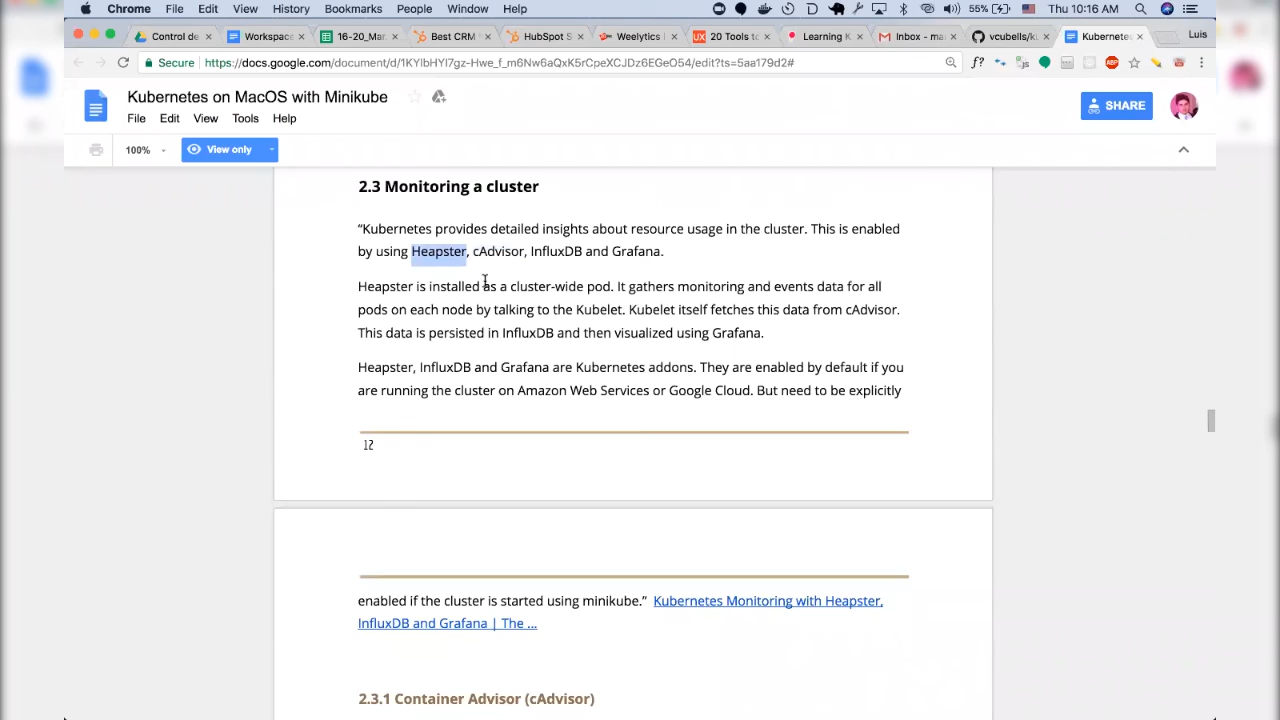 Chrome File Edit View History Bookmarks People Window Help 55% Thu 10:16 AM
Control de Workspace 16-20_Mar. Best CRM HubSpot S Weelytics 20 Tools to Learning K Inbox - ma vcubells/ku Kubernete Luis
Secure https://docs.google.com/document/d/1KYlbHYl7gz-Hwe_f_m6Nw6aQxK5rCpeXCJDz6EGeO54/edit?ts=5aa179d2#
Kubernetes on MacOS with Minikube
SHARE
File Edit View Tools Help
100% View only
2.3 Monitoring a cluster
“Kubernetes provides detailed insights about resource usage in the cluster. This is enabled
by using Heapster, cAdvisor, InfluxDB and Grafana.
Heapster is installed as a cluster-wide pod. It gathers monitoring and events data for all
pods on each node by talking to the Kubelet. Kubelet itself fetches this data from cAdvisor.
This data is persisted in InfluxDB and then visualized using Grafana.
Heapster, InfluxDB and Grafana are Kubernetes addons. They are enabled by default if you
are running the cluster on Amazon Web Services or Google Cloud. But need to be explicitly
12
enabled if the cluster is started using minikube.” Kubernetes Monitoring with Heapster,
InfluxDB and Grafana | The ...
2.3.1 Container Advisor (cAdvisor)